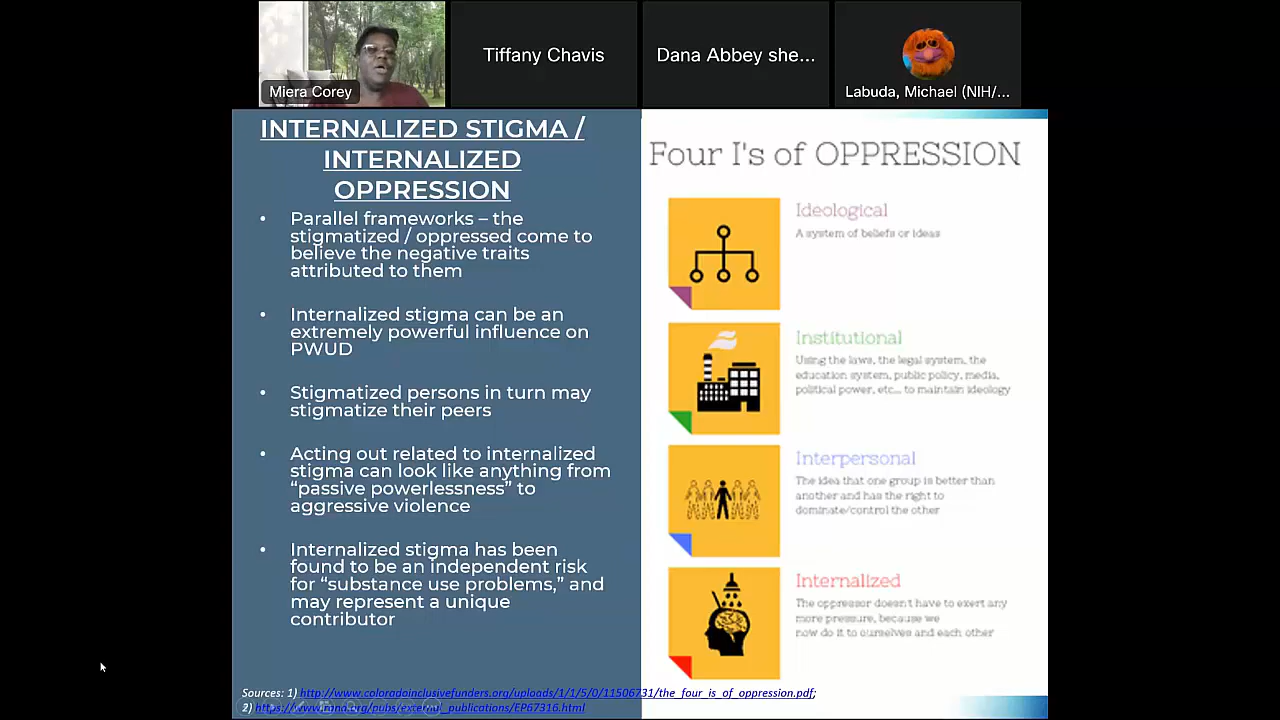 Miera Corey
Tiffany Chavis
Dana Abbey she...
Labuda, Michael (NIH/...
INTERNALIZED STIGMA /
INTERNALIZED
OPPRESSION
• Parallel frameworks – the
stigmatized / oppressed come to
believe the negative traits
attributed to them
• Internalized stigma can be an
extremely powerful influence on
PWUD
• Stigmatized persons in turn may
stigmatize their peers
• Acting out related to internalized
stigma can look like anything from
“passive powerlessness” to
aggressive violence
• Internalized stigma has been
found to be an independent risk
for “substance use problems,” and
may represent a unique
contributor
Four I's of OPPRESSION
Ideological
A system of beliefs or ideas
Institutional
Using the laws, the legal system, the
education system, public policy, media,
political power, etc... to maintain ideology
Interpersonal
The idea that one group is better than
another and has the right to
dominate/control the other
Internalized
The oppressor doesn't have to exert any
more pressure, because we
now do it to ourselves and each other
Sources: 1) http://www.coloradoinclusivefunders.org/uploads/1/1/5/0/11506731/the_four_is_of_oppression.pdf;
2) publications/EP67316.html